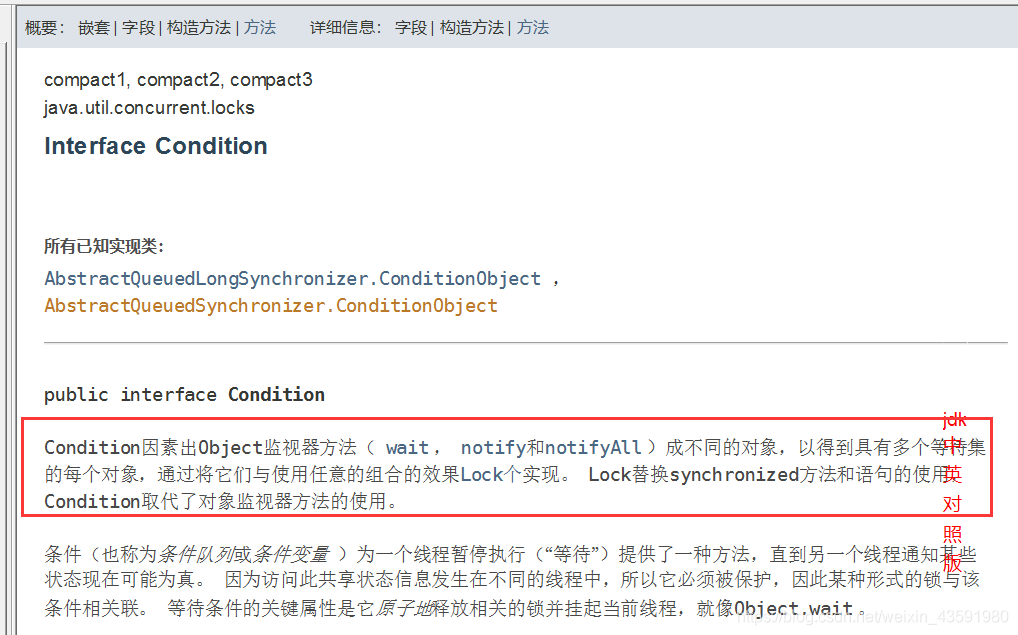 概要： 嵌套 | 字段 | 构造方法 | 方法 详细信息： 字段 | 构造方法 | 方法
compact1, compact2, compact3
java.util.concurrent.locks
Interface Condition
所有已知实现类：
AbstractQueuedLongSynchronizer.ConditionObject ，
AbstractQueuedSynchronizer.ConditionObject
public interface Condition
Condition因素出Object监视器方法（ wait， notify和notifyAll ）成不同的对象，以得到具有多个等待集
的每个对象，通过将它们与使用任意的组合的效果Lock个实现。 Lock替换synchronized方法和语句的使用，
Condition取代了对象监视器方法的使用。
条件（也称为条件队列或条件变量 ）为一个线程暂停执行（“等待”）提供了一种方法，直到另一个线程通知某些
状态现在可能为真。 因为访问此共享状态信息发生在不同的线程中，所以它必须被保护，因此某种形式的锁与该
条件相关联。 等待条件的关键属性是它原子地释放相关的锁并挂起当前线程，就像Object.wait 。
jdk
中
英
对
照
版
https://blog.csdn.net/weixin_43591980